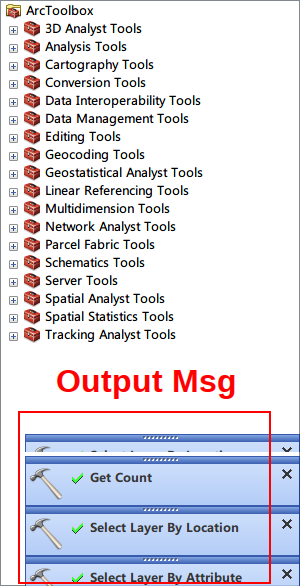 ArcToolbox
3D Analyst Tools
Analysis Tools
Cartography Tools
Conversion Tools
Data Interoperability Tools
Data Management Tools
Editing Tools
Geocoding Tools
Geostatistical Analyst Tools
Linear Referencing Tools
Multidimension Tools
Network Analyst Tools
Parcel Fabric Tools
Schematics Tools
Server Tools
Spatial Analyst Tools
Spatial Statistics Tools
Tracking Analyst Tools
Output Msg
Get Count
Select Layer By Location
Select Layer By Attribute